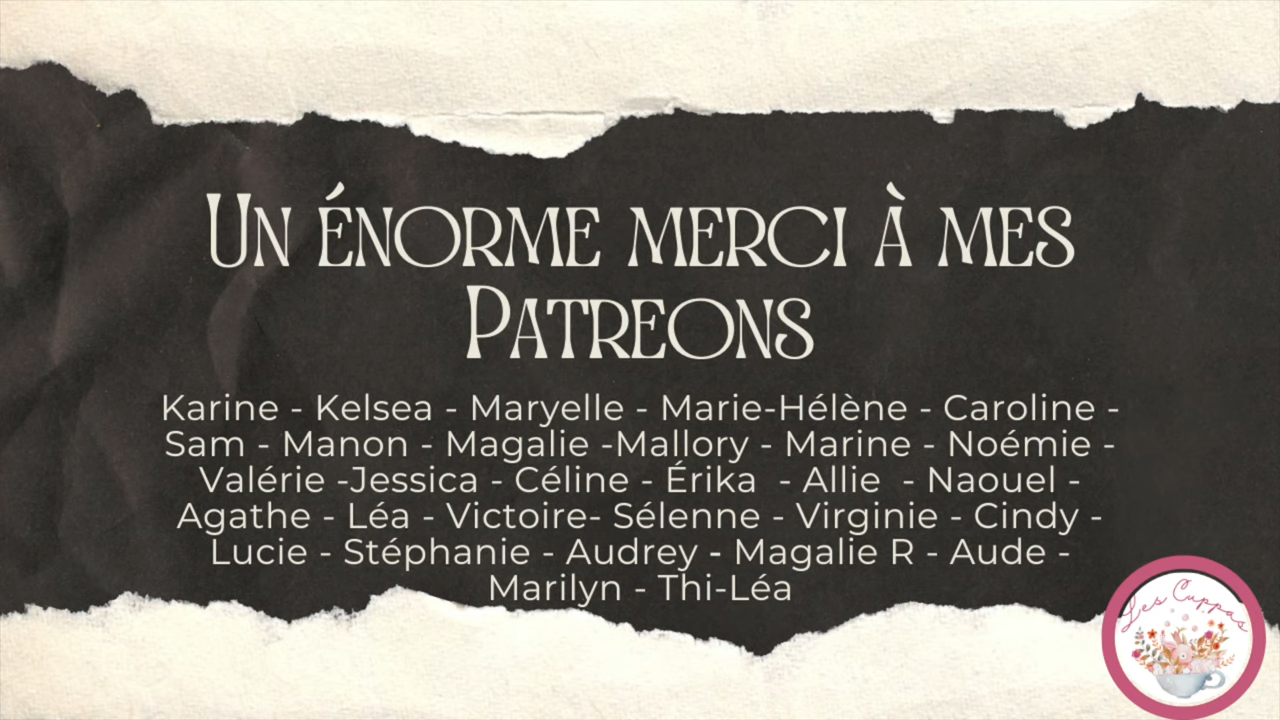 Un énorme merci à mes
Patreons
Karine - Kelsea - Maryelle - Marie-Hélène - Caroline -
Sam - Manon - Magalie -Mallory - Marine - Noémie -
Valérie -Jessica - Céline - Érika  - Allie  - Naouel -
Agathe - Léa - Victoire- Sélenne - Virginie - Cindy -
Lucie - Stéphanie - Audrey - Magalie R - Aude -
Marilyn - Thi-Léa
Les Cuppas